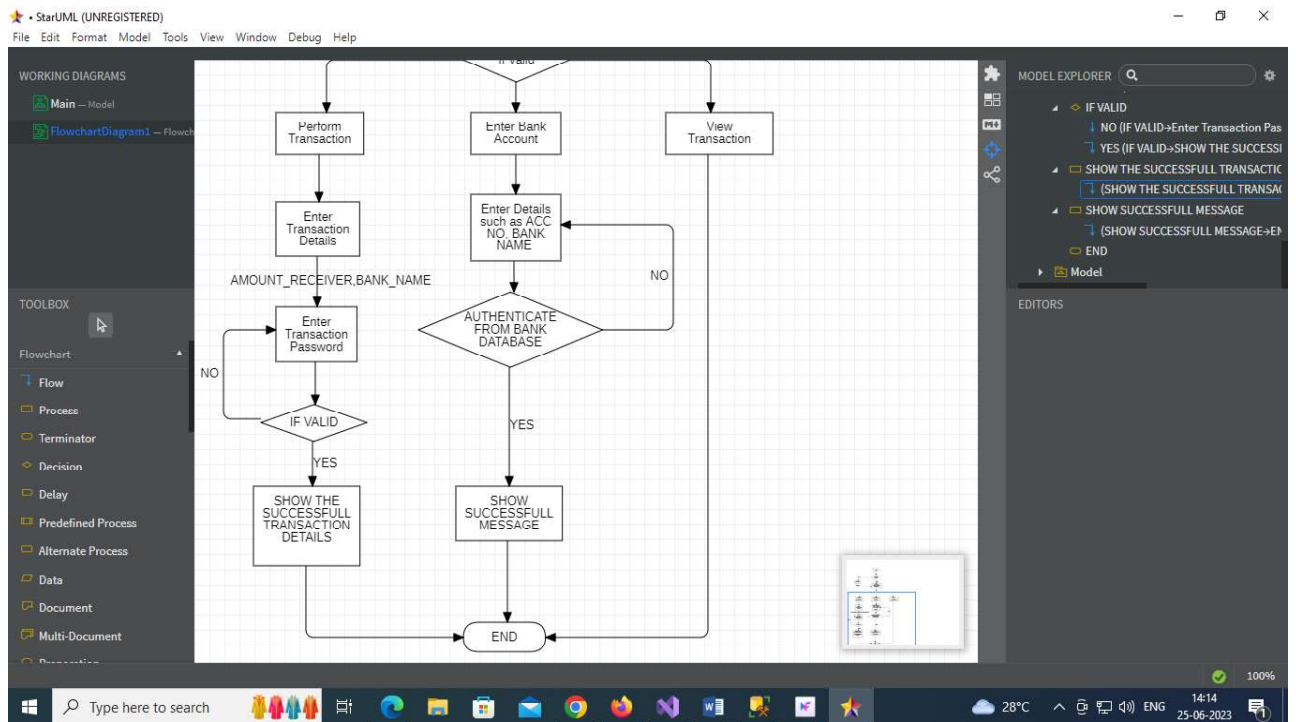 • StarUML (UNREGISTERED)
File Edit Format Model Tools View Window Debug Help
WORKING DIAGRAMS
Main — Model
FlowchartDiagram1 — Flowch
TOOLBOX
Flowchart
Flow
Process
Terminator
Decision
Delay
Predefined Process
Alternate Process
Data
Document
Multi-Document
Preparation
If valid
Perform
Transaction
Enter Bank
Account
View
Transaction
Enter
Transaction
Details
Enter Details
such as ACC
NO. BANK
NAME
NO
AMOUNT_RECEIVER,BANK_NAME
Enter
Transaction
Password
AUTHENTICATE
FROM BANK
DATABASE
NO
IF VALID
YES
YES
SHOW THE
SUCCESSFULL
TRANSACTION
DETAILS
SHOW
SUCCESSFULL
MESSAGE
END
MODEL EXPLORER
IF VALID
NO (IF VALID→Enter Transaction Pas
YES (IF VALID→SHOW THE SUCCESSI
SHOW THE SUCCESSFULL TRANSACTIC
(SHOW THE SUCCESSFULL TRANSA
SHOW SUCCESSFULL MESSAGE
(SHOW SUCCESSFULL MESSAGE→EN
END
Model
EDITORS
100%
Type here to search
28°C
ENG
14:14
25-06-2023
1